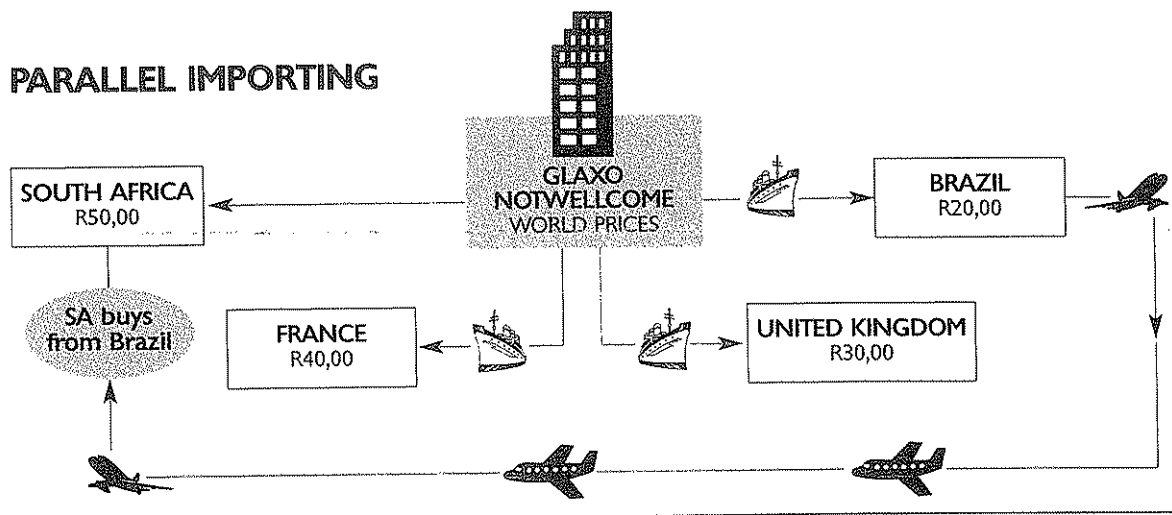 PARALLEL IMPORTING
GLAXO
NOTWELLCOME
WORLD PRICES
SOUTH AFRICA
R50,00
BRAZIL
R20,00
SA buys
from Brazil
FRANCE
R40,00
UNITED KINGDOM
R30,00